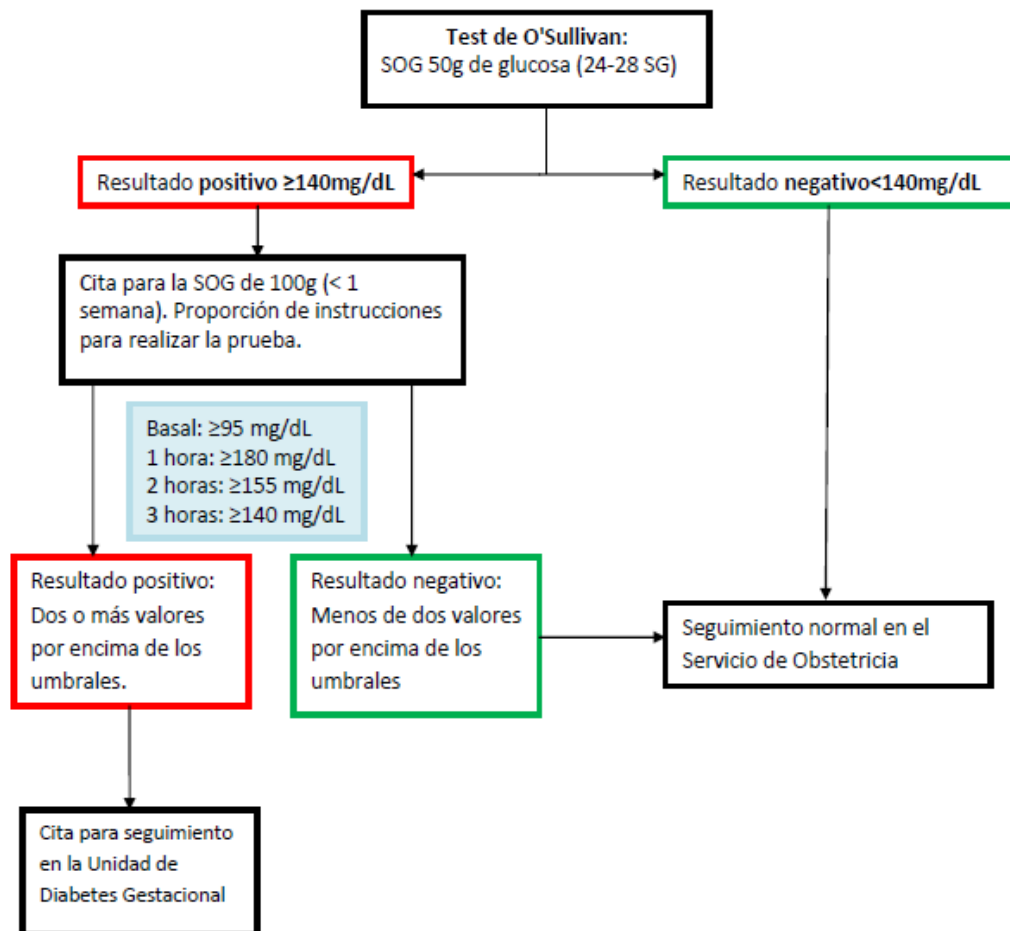 Test de O'Sullivan:
SOG 50g de glucosa (24-28 SG)
Resultado positivo ≥140mg/dL
Resultado negativo<140mg/dL
Cita para la SOG de 100g (< 1
semana). Proporción de instrucciones
para realizar la prueba.
Basal: ≥95 mg/dL
1 hora: ≥180 mg/dL
2 horas: ≥155 mg/dL
3 horas: ≥140 mg/dL
Resultado positivo:
Dos o más valores
por encima de los
umbrales.
Resultado negativo:
Menos de dos valores
por encima de los
umbrales
Seguimiento normal en el
Servicio de Obstetricia
Cita para seguimiento
en la Unidad de
Diabetes Gestacional